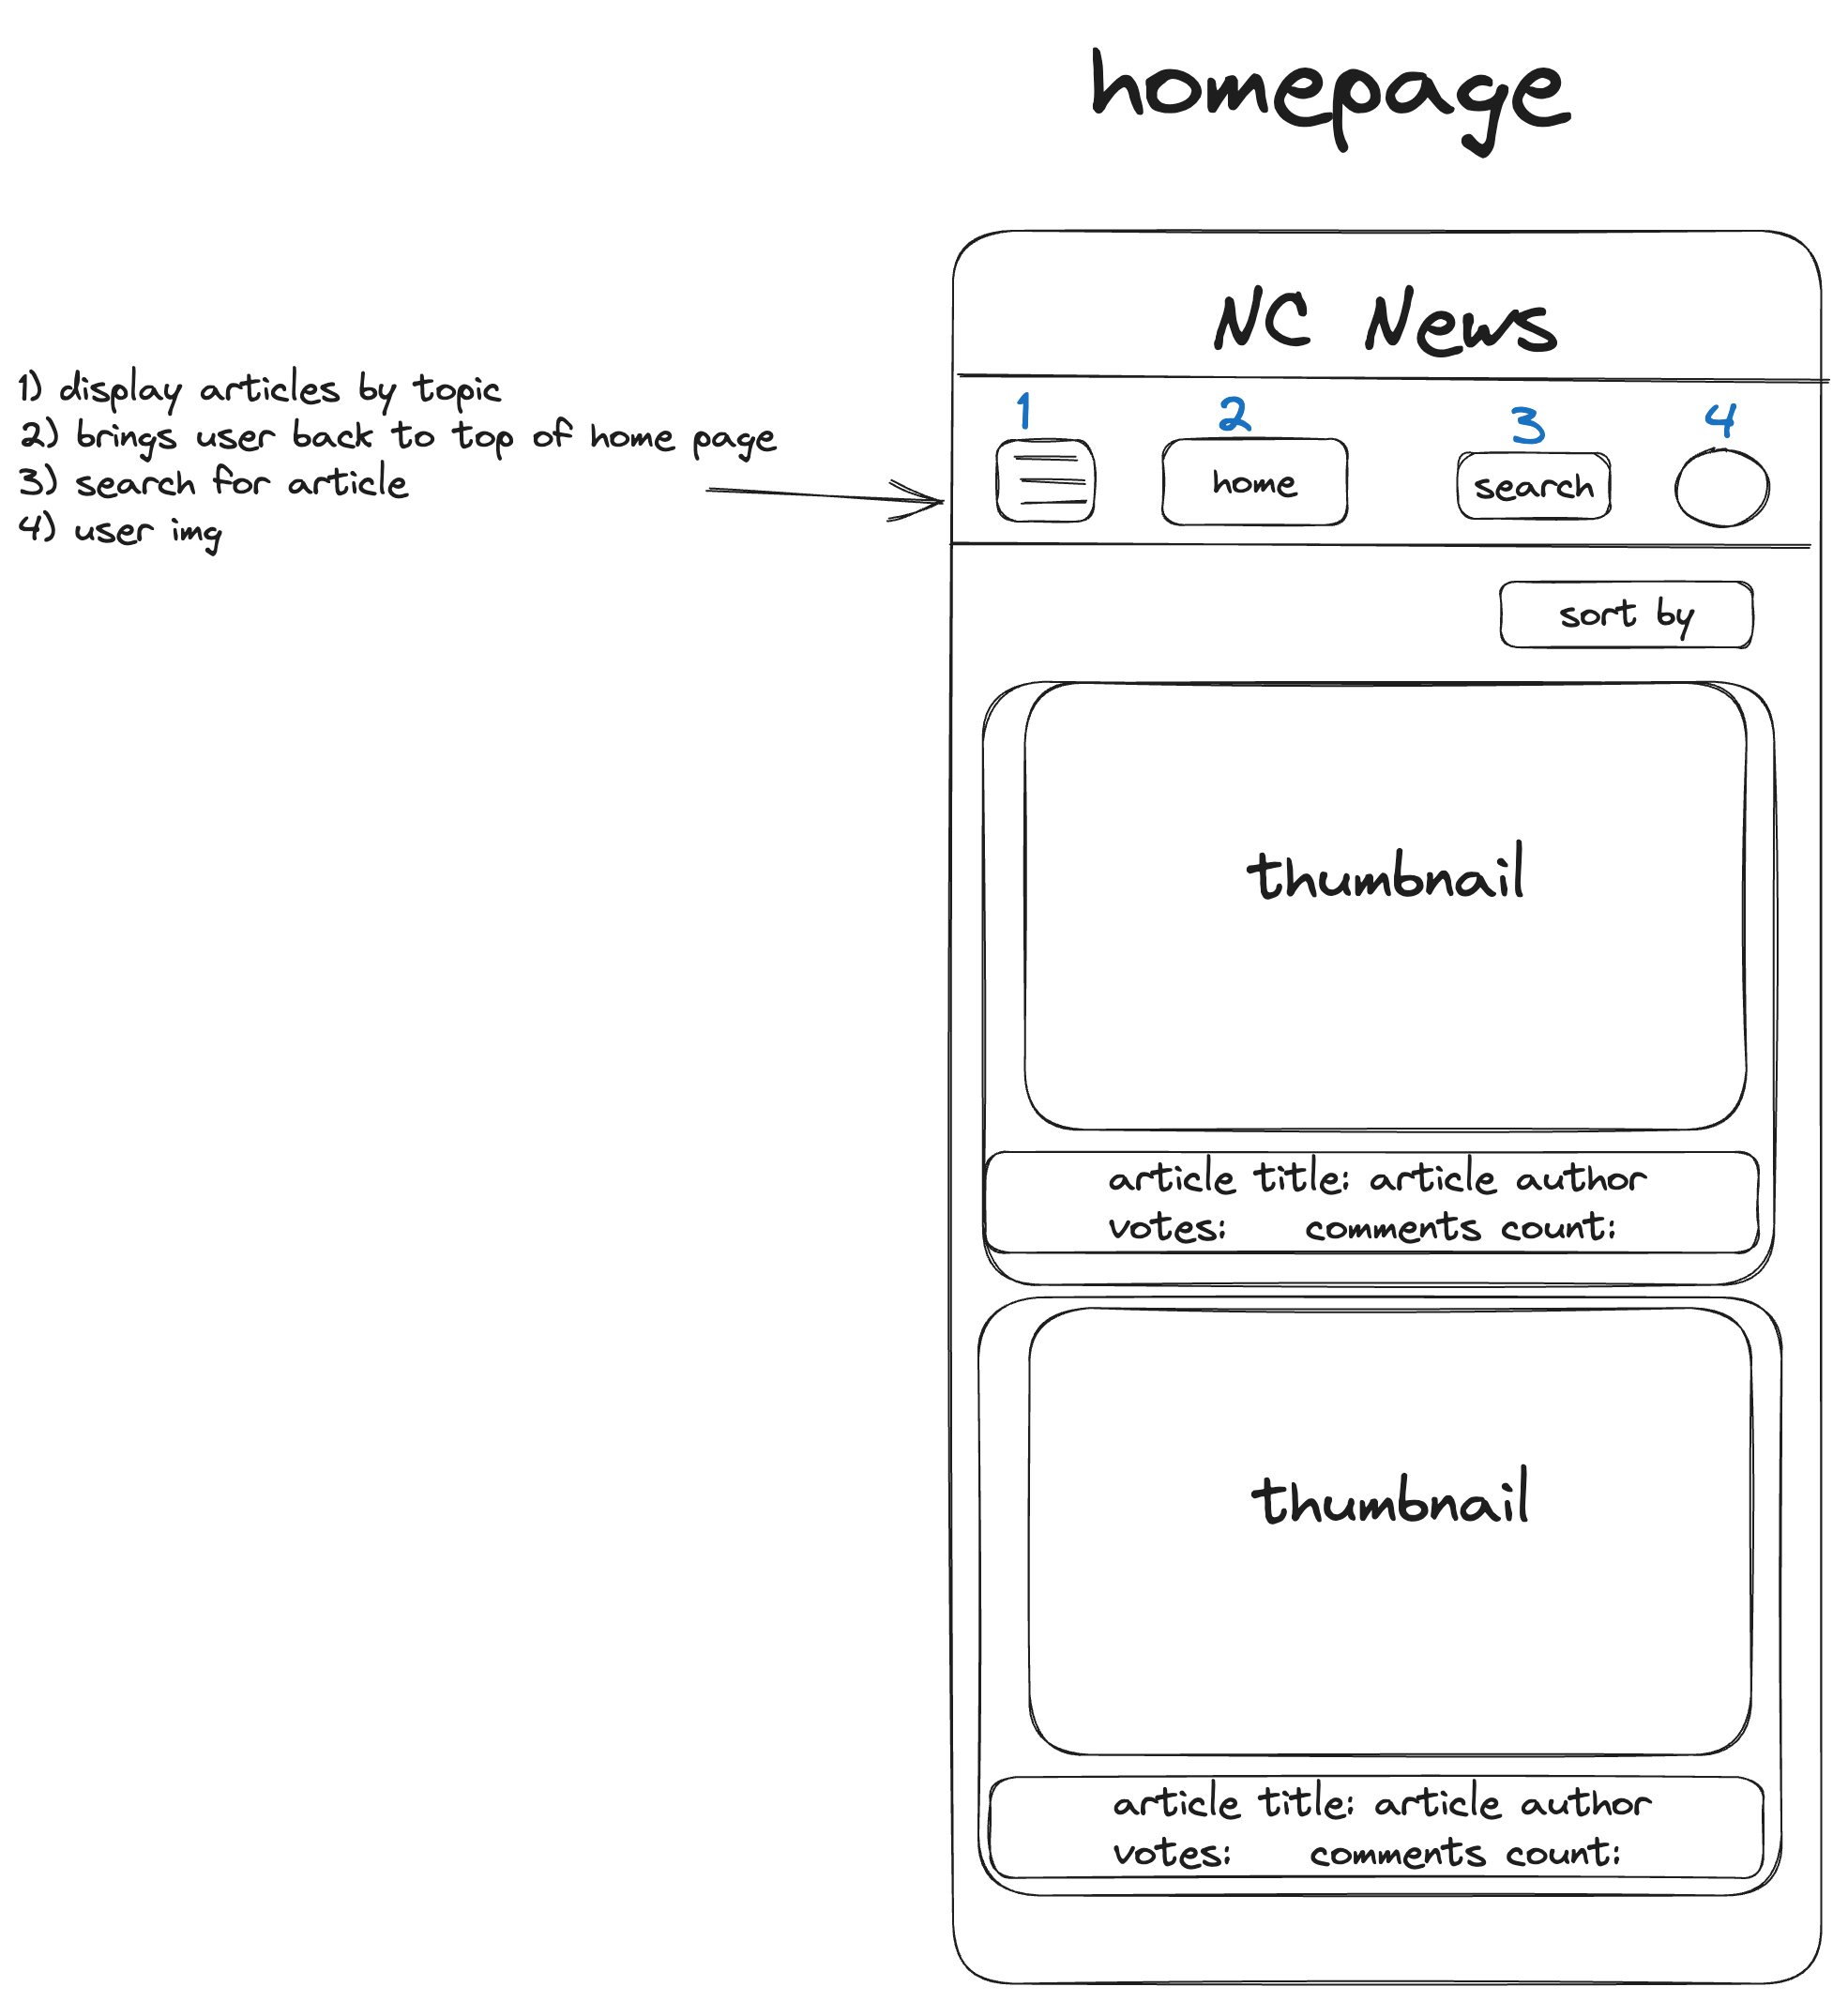 homepage
NC News
1) display articles by topic
2) brings user back to top of home page
3) search for article
4) user img
1 2 3 4
home search
sort by
thumbnail
article title: article author
votes: comments count:
thumbnail
article title: article author
votes: comments count: